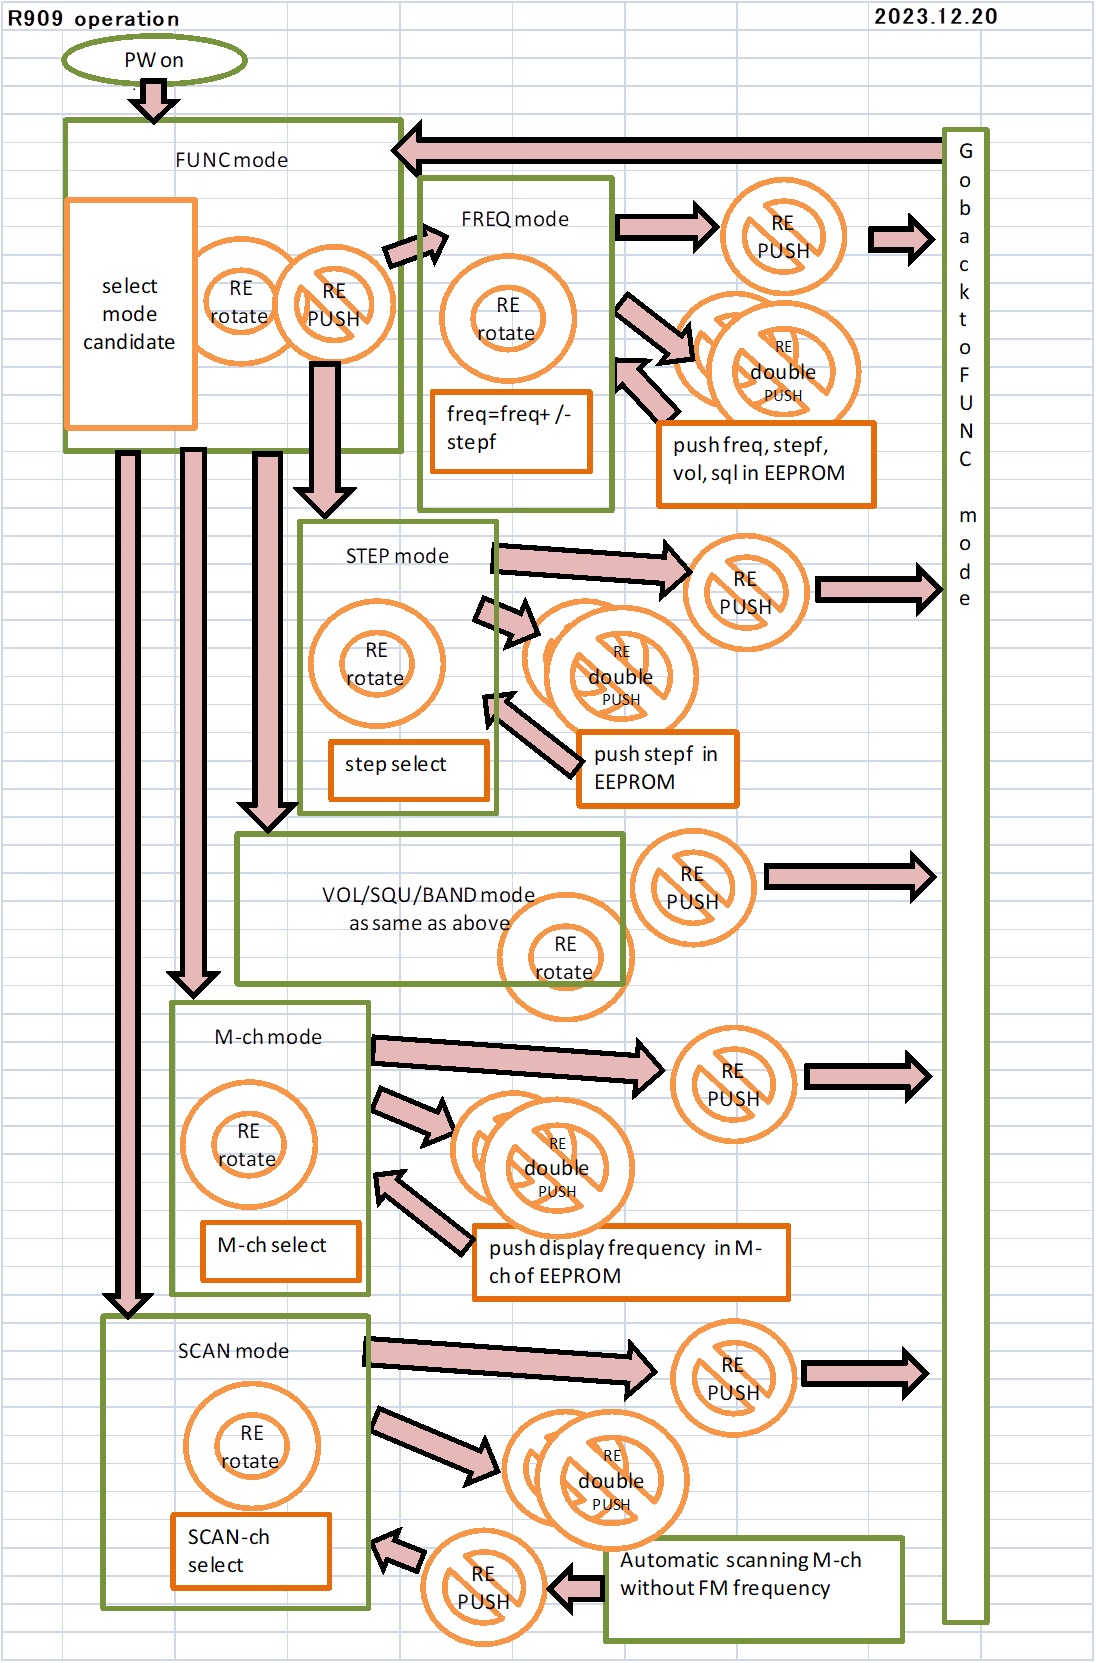 R909 operation
2023.12.20
PW on
FUNC mode
select
mode
candidate
RE
rotate
RE
PUSH
FREQ mode
RE
rotate
freq=freq+/-
stepf
RE
PUSH
RE
double
PUSH
push freq, stepf,
vol, sql in EEPROM
Go back to FUNC mode
STEP mode
RE
rotate
step select
RE
PUSH
RE
double
PUSH
push stepf in
EEPROM
VOL/SQU/BAND mode
as same as above
RE
rotate
RE
PUSH
M-ch mode
RE
rotate
M-ch select
RE
PUSH
RE
double
PUSH
push display frequency in M-
ch of EEPROM
SCAN mode
RE
rotate
SCAN-ch
select
RE
PUSH
RE
double
PUSH
RE
PUSH
Automatic scanning M-ch
without FM frequency